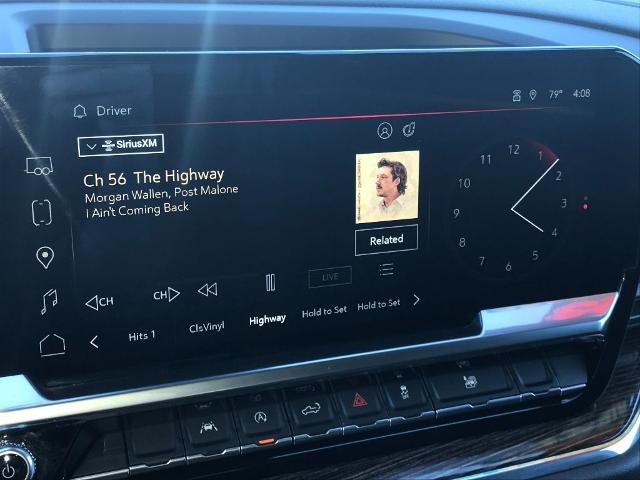 Driver
79° 4:08
SiriusXM
Ch 56 The Highway
Morgan Wallen, Post Malone
I Ain't Coming Back
Related
12
1
2
3
4
5
6
7
8
9
10
11
CH
CH
LIVE
Hits 1
ClsVinyl
Highway
Hold to Set
Hold to Set